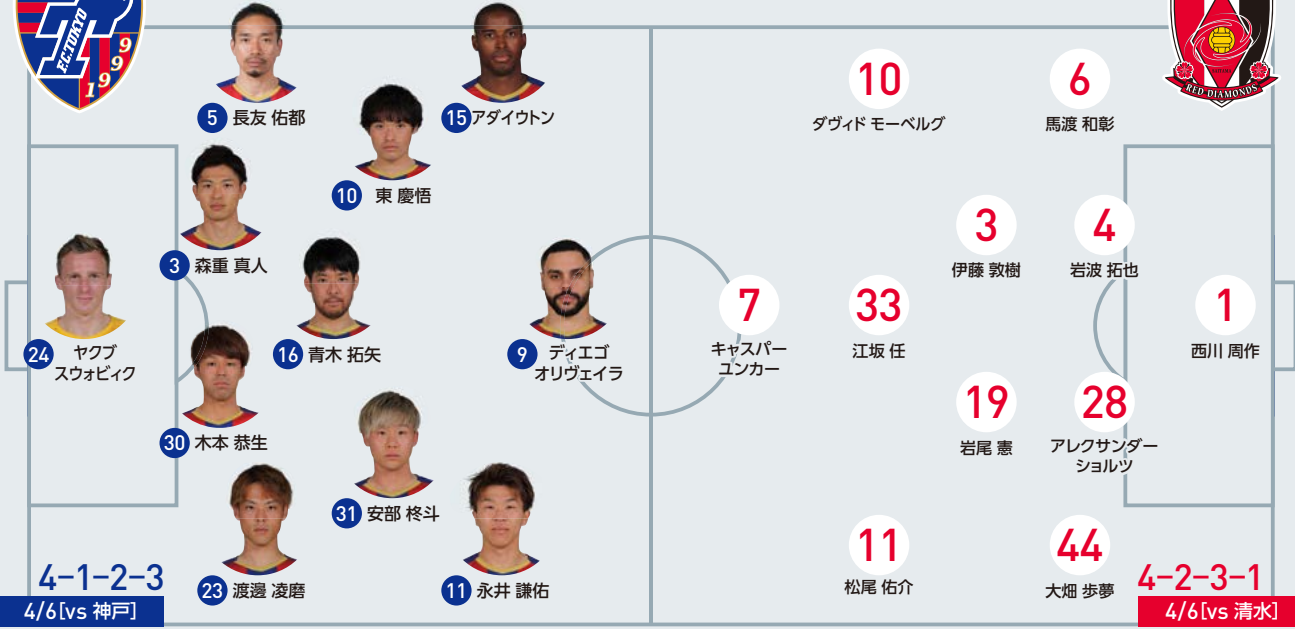 F.C.TOKYO
1999
RED DIAMONDS
5 長友 佑都
15 アダイウトン
10 東 慶悟
3 森重 真人
24 ヤクブ
スウォビィク
16 青木 拓矢
9 ディエゴ
オリヴェイラ
30 木本 恭生
31 安部 柊斗
23 渡邊 凌磨
11 永井 謙佑
4-1-2-3
4/6[vs 神戸]
10
ダヴィド モーベルグ
6
馬渡 和彰
3
伊藤 敦樹
4
岩波 拓也
7
キャスパー
ユンカー
33
江坂 任
1
西川 周作
19
岩尾 憲
28
アレクサンダー
ショルツ
11
松尾 佑介
44
大畑 歩夢
4-2-3-1
4/6[vs 清水]